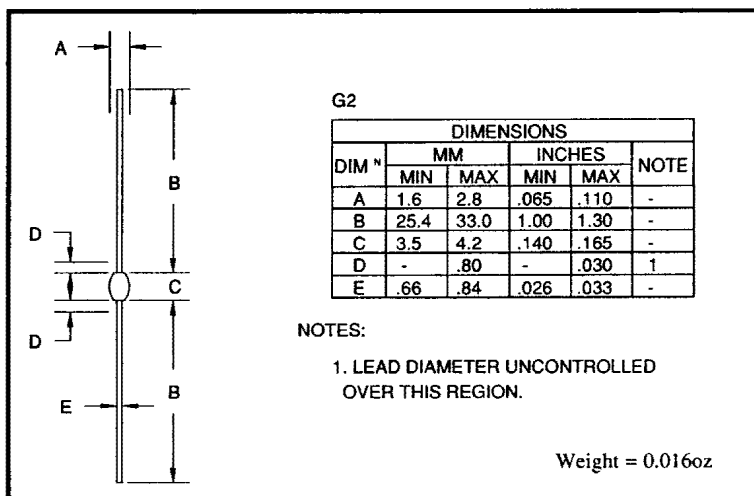 A
B
D
C
D
E
B
G2
DIMENSIONS
DIM N MM INCHES NOTE
MIN MAX MIN MAX
A 1.6 2.8 .065 .110 -
B 25.4 33.0 1.00 1.30 -
C 3.5 4.2 .140 .165 -
D - .80 - .030 1
E .66 .84 .026 .033 -
NOTES:
1. LEAD DIAMETER UNCONTROLLED
OVER THIS REGION.
Weight = 0.016oz